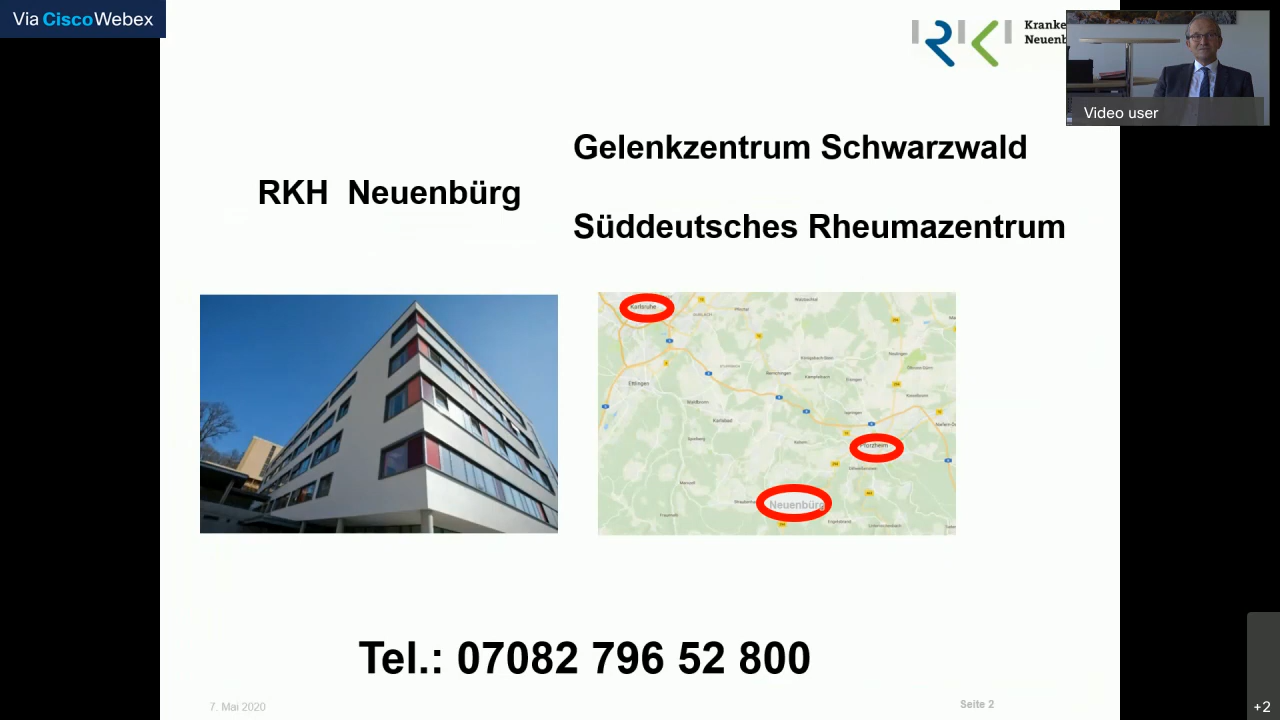 Via Cisco Webex
Kranke
Neuenb
Video user
Gelenkzentrum Schwarzwald
RKH Neuenbürg
Süddeutsches Rheumazentrum
Karlsruhe
Ettlingen
Karlsbad
Pforzheim
Neuenbürg
Tel.: 07082 796 52 800
7. Mai 2020
Seite 2
+2